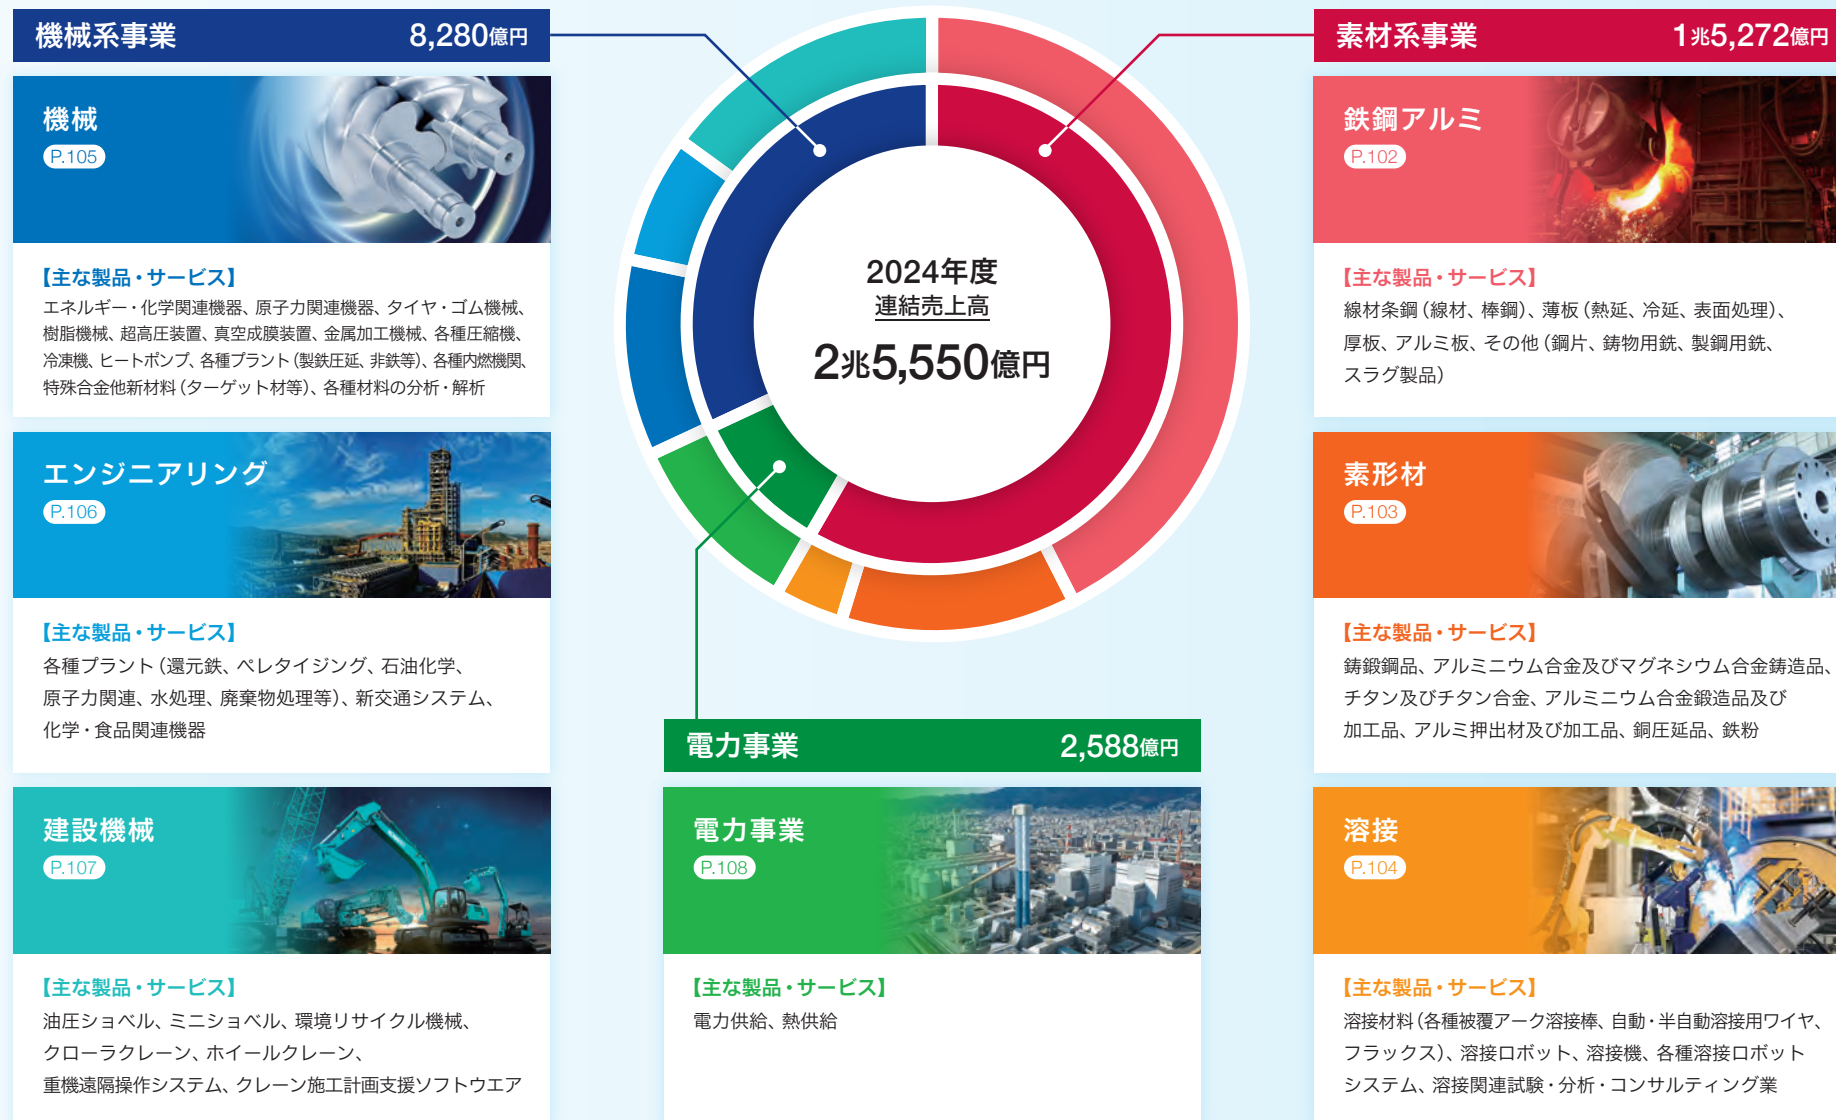 機械系事業 8,280億円
機械
P.105
【主な製品・サービス】
エネルギー・化学関連機器、原子力関連機器、タイヤ・ゴム機械、
樹脂機械、超高圧装置、真空成膜装置、金属加工機械、各種圧縮機、
冷凍機、ヒートポンプ、各種プラント（製鉄圧延、非鉄等）、各種内燃機関、
特殊合金他新材料（ターゲット材等）、各種材料の分析・解析
エンジニアリング
P.106
【主な製品・サービス】
各種プラント（還元鉄、ペレタイジング、石油化学、
原子力関連、水処理、廃棄物処理等）、新交通システム、
化学・食品関連機器
建設機械
P.107
【主な製品・サービス】
油圧ショベル、ミニショベル、環境リサイクル機械、
クローラクレーン、ホイールクレーン、
重機遠隔操作システム、クレーン施工計画支援ソフトウエア
2024年度
連結売上高
2兆5,550億円
電力事業 2,588億円
電力事業
P.108
【主な製品・サービス】
電力供給、熱供給
素材系事業 1兆5,272億円
鉄鋼アルミ
P.102
【主な製品・サービス】
線材条鋼（線材、棒鋼）、薄板（熱延、冷延、表面処理）、
厚板、アルミ板、その他（鋼片、鋳物用銑、製鋼用銑、
スラグ製品）
素形材
P.103
【主な製品・サービス】
鋳鍛鋼品、アルミニウム合金及びマグネシウム合金鋳造品、
チタン及びチタン合金、アルミニウム合金鍛造品及び
加工品、アルミ押出材及び加工品、銅圧延品、鉄粉
溶接
P.104
【主な製品・サービス】
溶接材料（各種被覆アーク溶接棒、自動・半自動溶接用ワイヤ、
フラックス）、溶接ロボット、溶接機、各種溶接ロボット
システム、溶接関連試験・分析・コンサルティング業